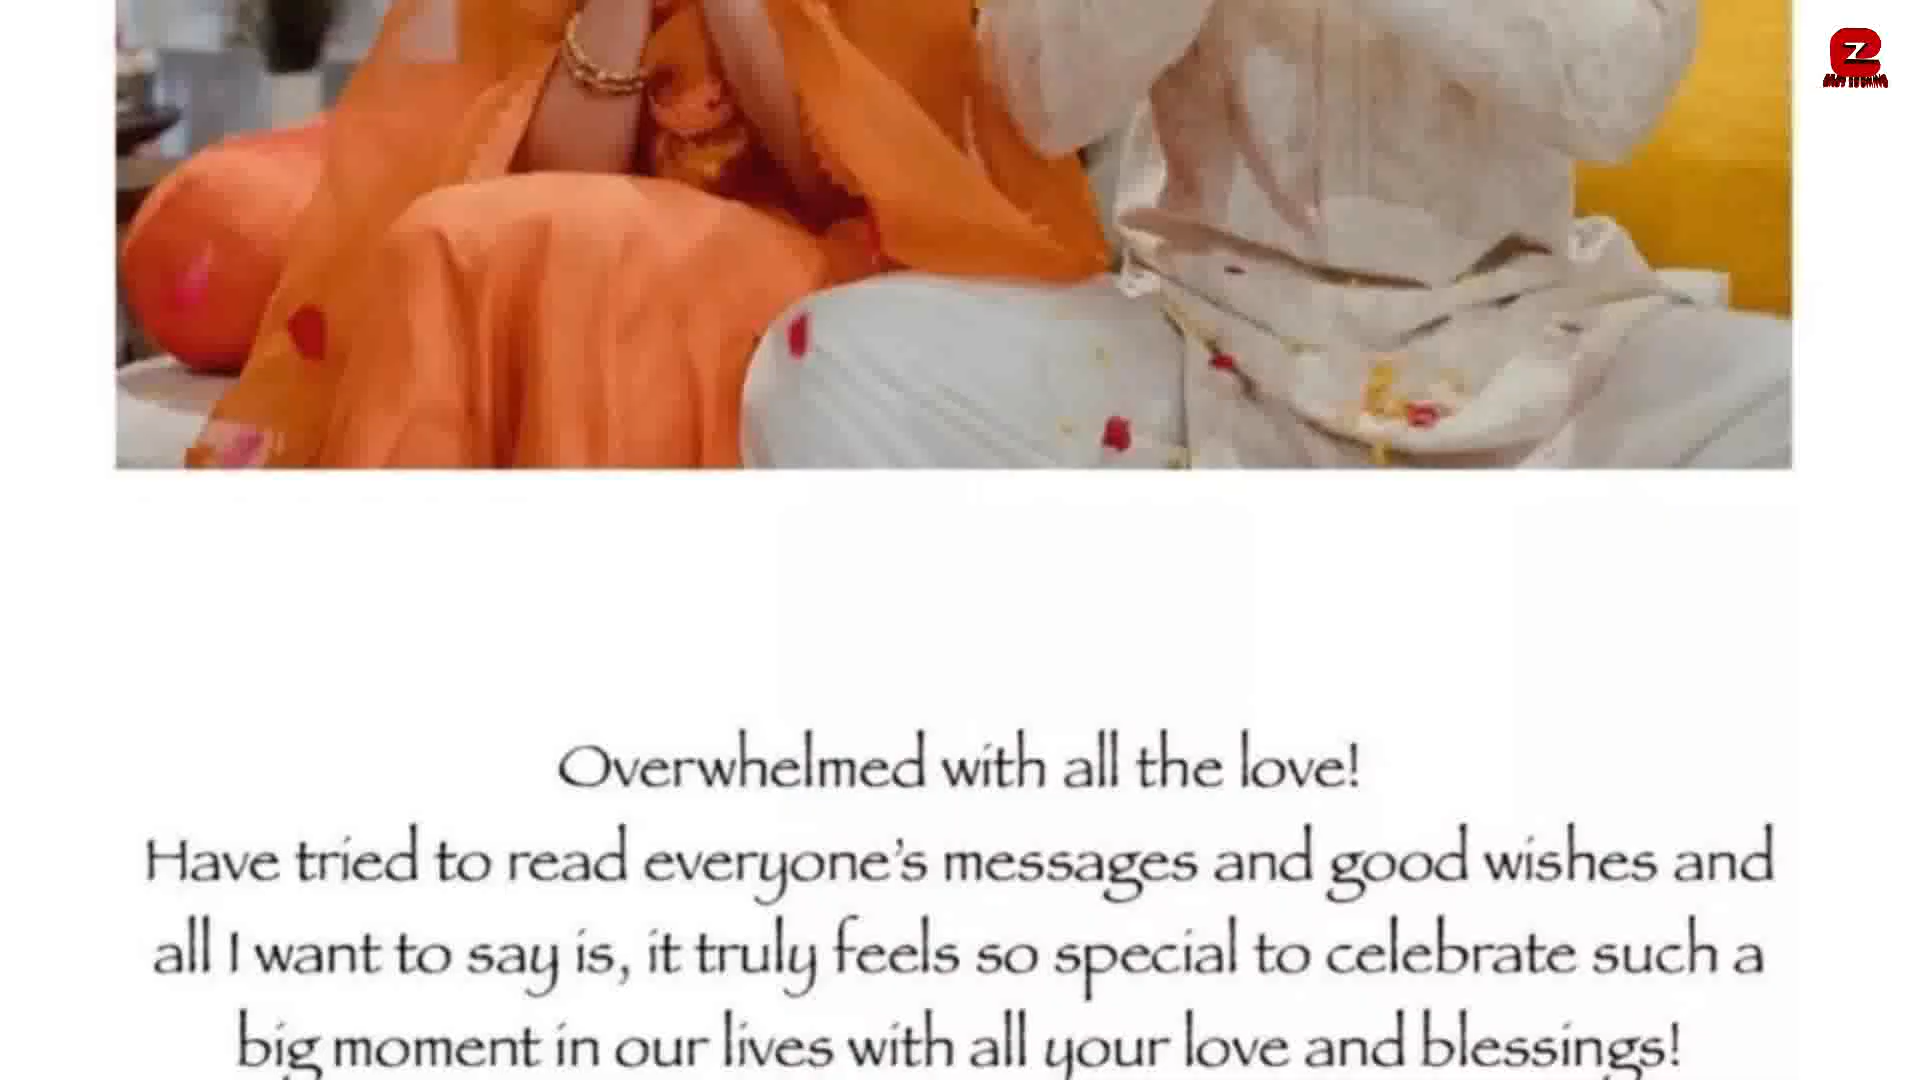 Overwhelmed with all the love!
Have tried to read everyone's messages and good wishes and
all I want to say is, it truly feels so special to celebrate such a
big moment in our lives with all your love and blessings!